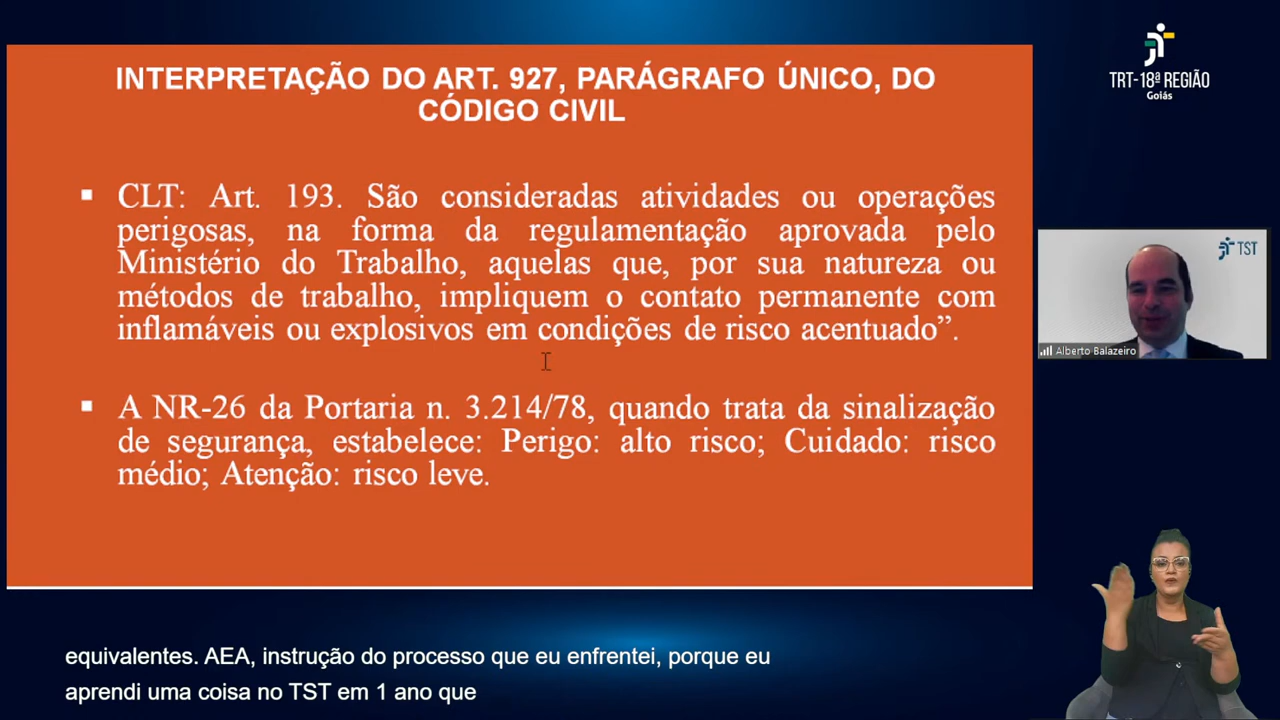 INTERPRETAÇÃO DO ART. 927, PARÁGRAFO ÚNICO, DO
CÓDIGO CIVIL
CLT: Art. 193. São consideradas atividades ou operações
perigosas, na forma da regulamentação aprovada pelo
Ministério do Trabalho, aquelas que, por sua natureza ou
métodos de trabalho, impliquem o contato permanente com
inflamáveis ou explosivos em condições de risco acentuado”.
A NR-26 da Portaria n. 3.214/78, quando trata da sinalização
de segurança, estabelece: Perigo: alto risco; Cuidado: risco
médio; Atenção: risco leve.
TRT-18ª REGIÃO
Goiás
TST
Alberto Balazeiro
equivalentes. AEA, instrução do processo que eu enfrentei, porque eu
aprendi uma coisa no TST em 1 ano que